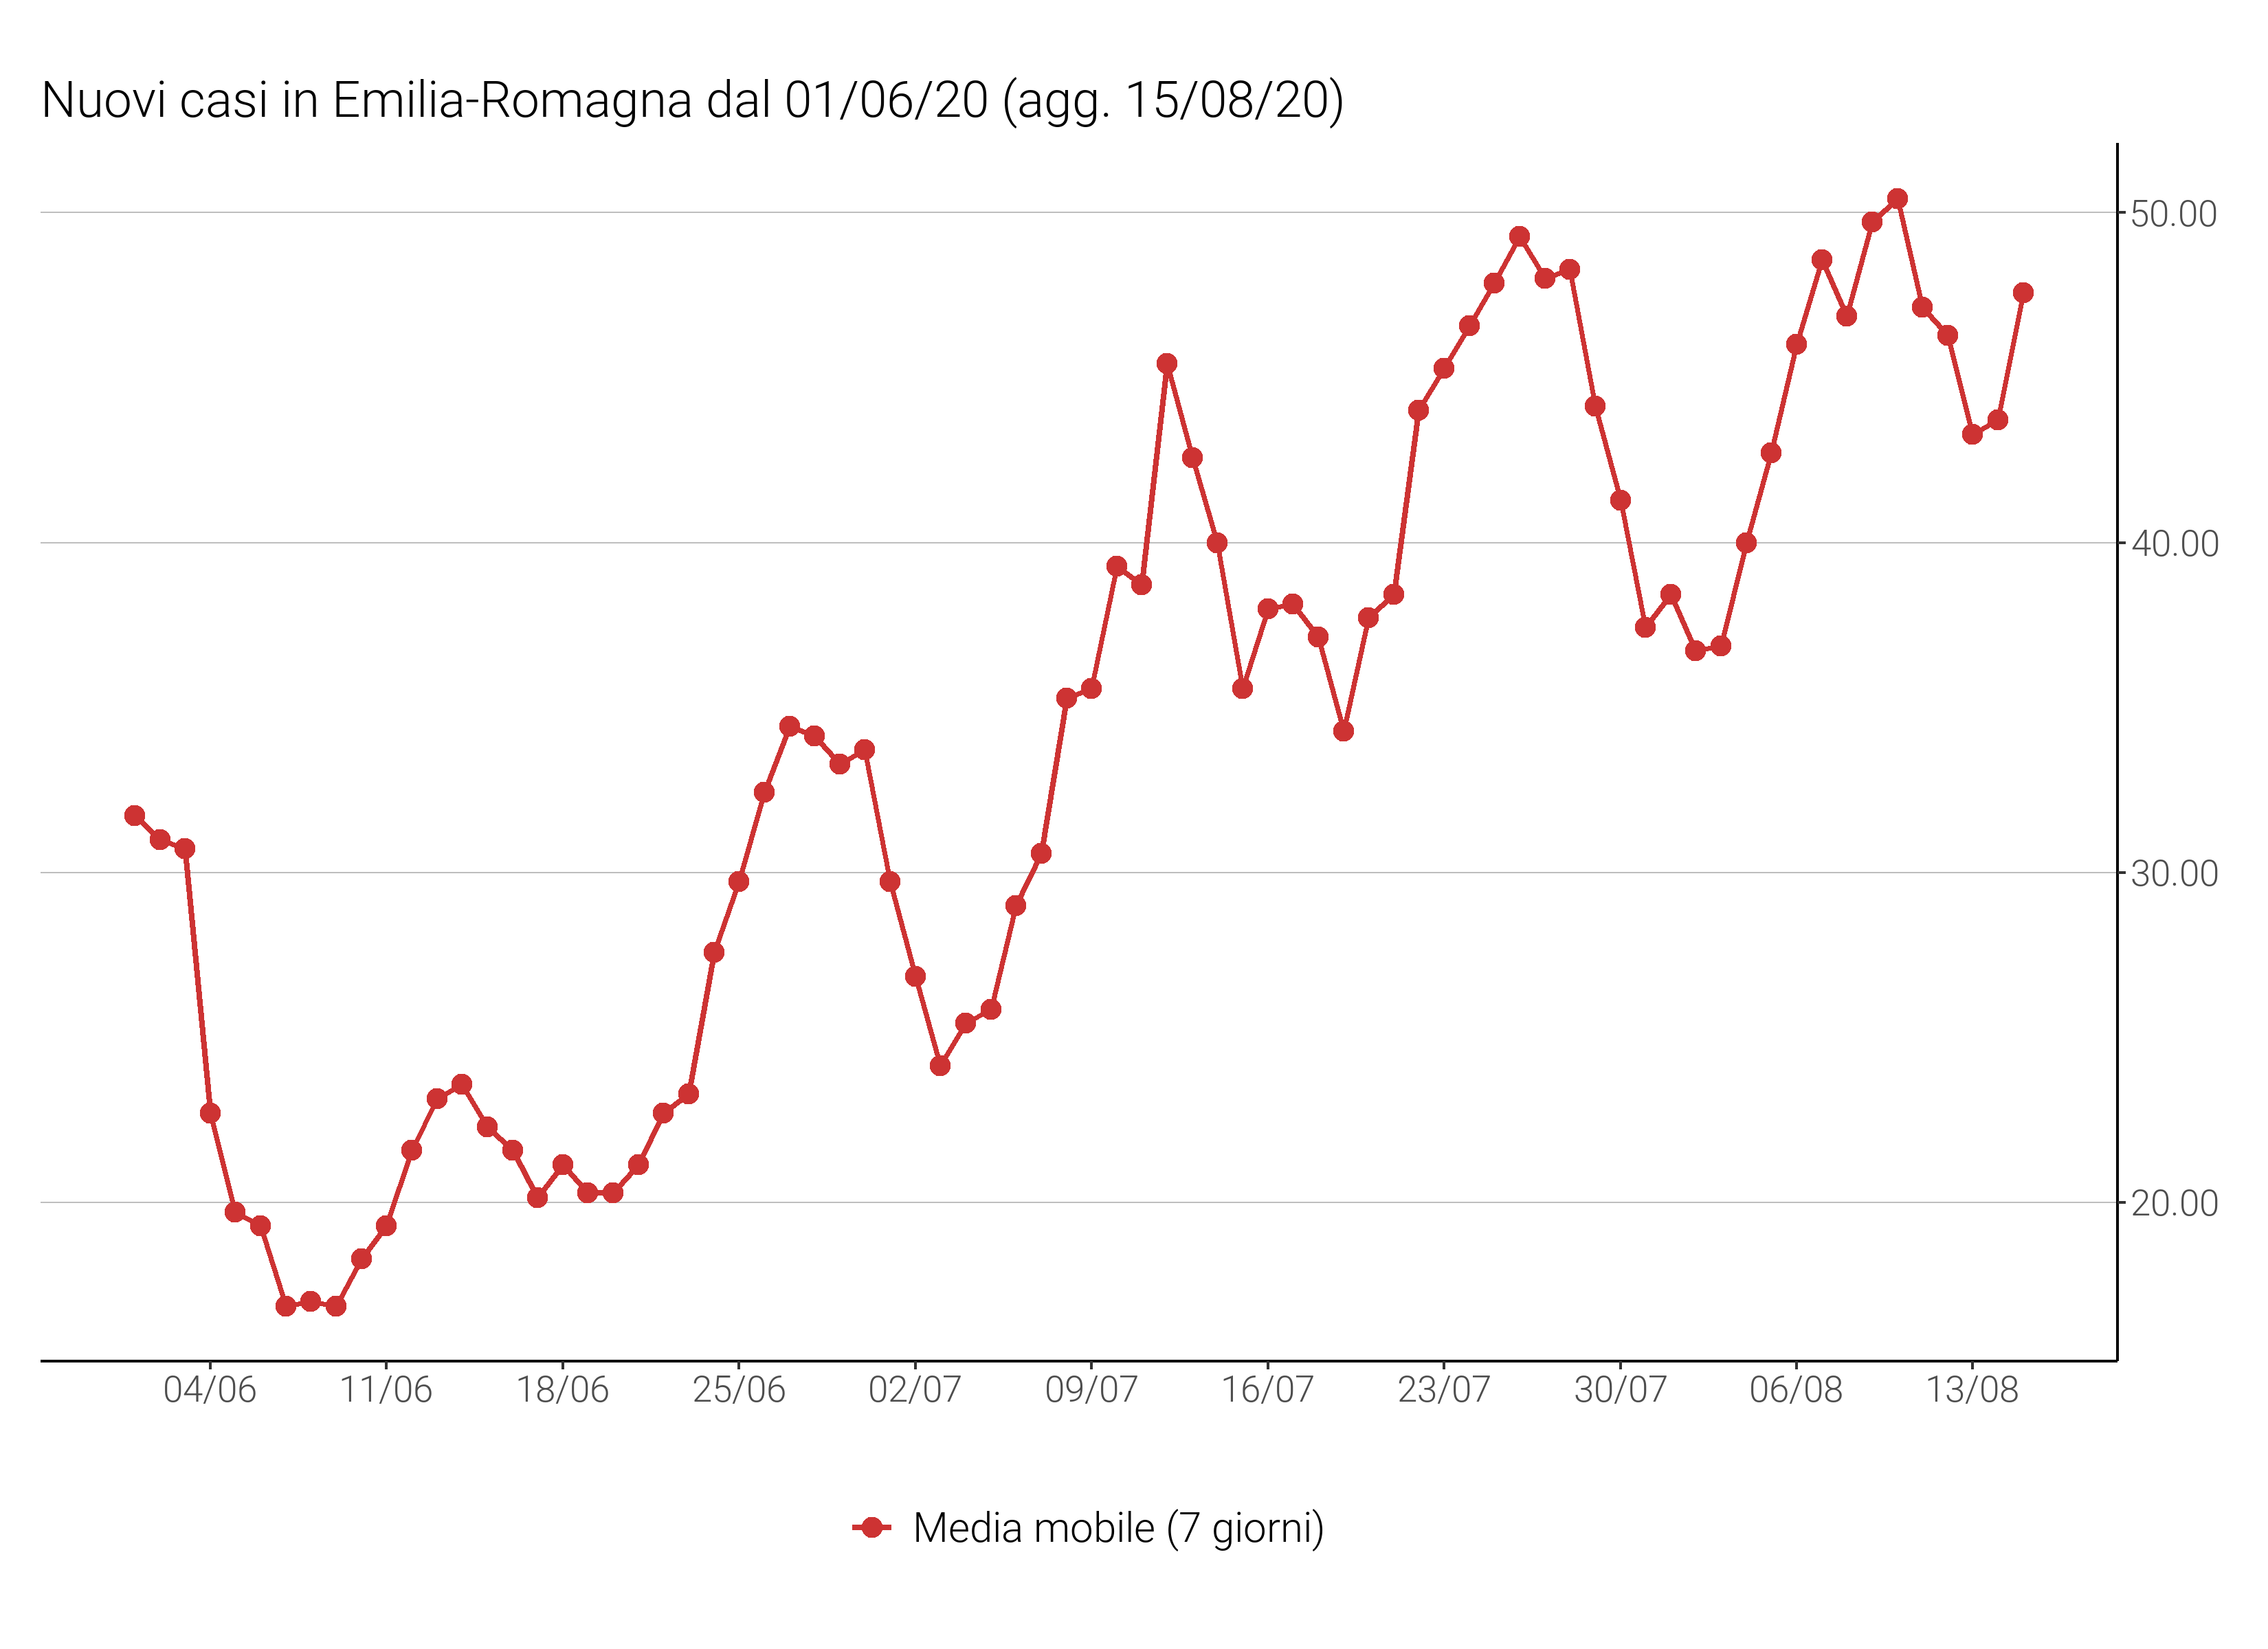 Nuovi casi in Emilia-Romagna dal 01/06/20 (agg. 15/08/20)
50.00
40.00
30.00
20.00
04/06 11/06 18/06 25/06 02/07 09/07 16/07 23/07 30/07 06/08 13/08
Media mobile (7 giorni)